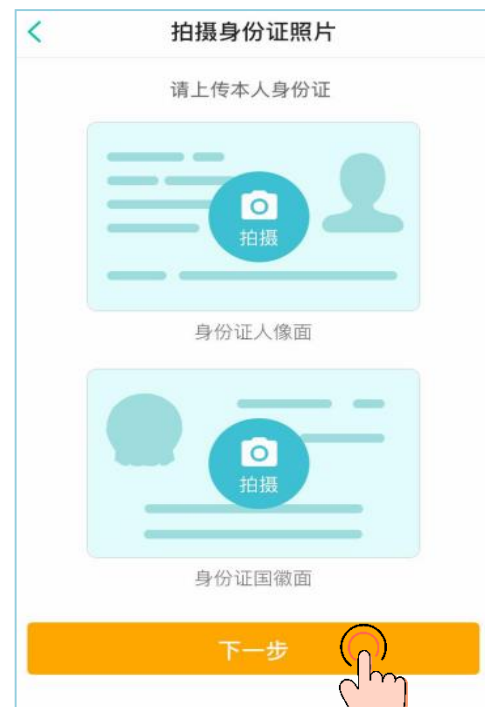 拍摄身份证照片
请上传本人身份证
拍摄
身份证人像面
拍摄
身份证国徽面
下一步